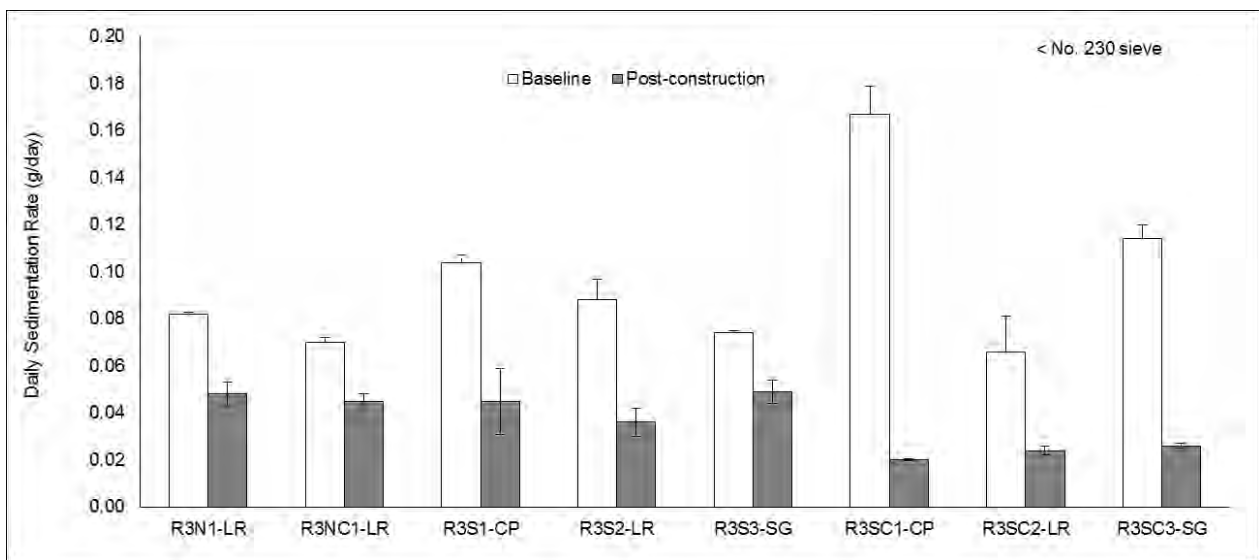 < No. 230 sieve
Baseline Post-construction
Daily Sedimentation Rate (g/day)
0.20
0.18
0.16
0.14
0.12
0.10
0.08
0.06
0.04
0.02
0.00
R3N1-LR R3NC1-LR R3S1-CP R3S2-LR R3S3-SG R3SC1-CP R3SC2-LR R3SC3-SG